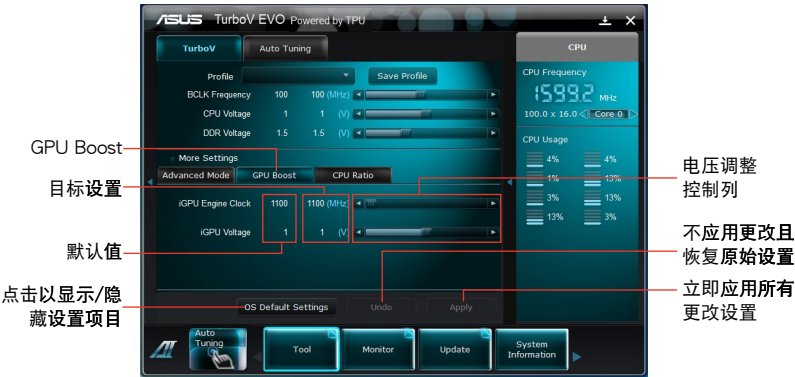 ASUS TurboV EVO Powered by TPU
TurboV
Auto Tuning
Profile
Save Profile
BCLK Frequency 100 100 (MHz)
CPU Voltage 1 1 (V)
DDR Voltage 1.5 1.5 (V)
More Settings
Advanced Mode
GPU Boost
CPU Ratio
iGPU Engine Clock 1100 1100 (MHz)
iGPU Voltage 1 1 (V)
OS Default Settings
Undo
Apply
CPU
CPU Frequency
1599.2 MHz
100.0 x 16.0 Core 0
CPU Usage
4% 4%
1% 13%
3% 13%
13% 3%
Auto
Tuning
Tool
Monitor
Update
System
Information
GPU Boost
目标设置
默认值
点击以显示/隐
藏设置项目
电压调整
控制列
不应用更改且
恢复原始设置
立即应用所有
更改设置